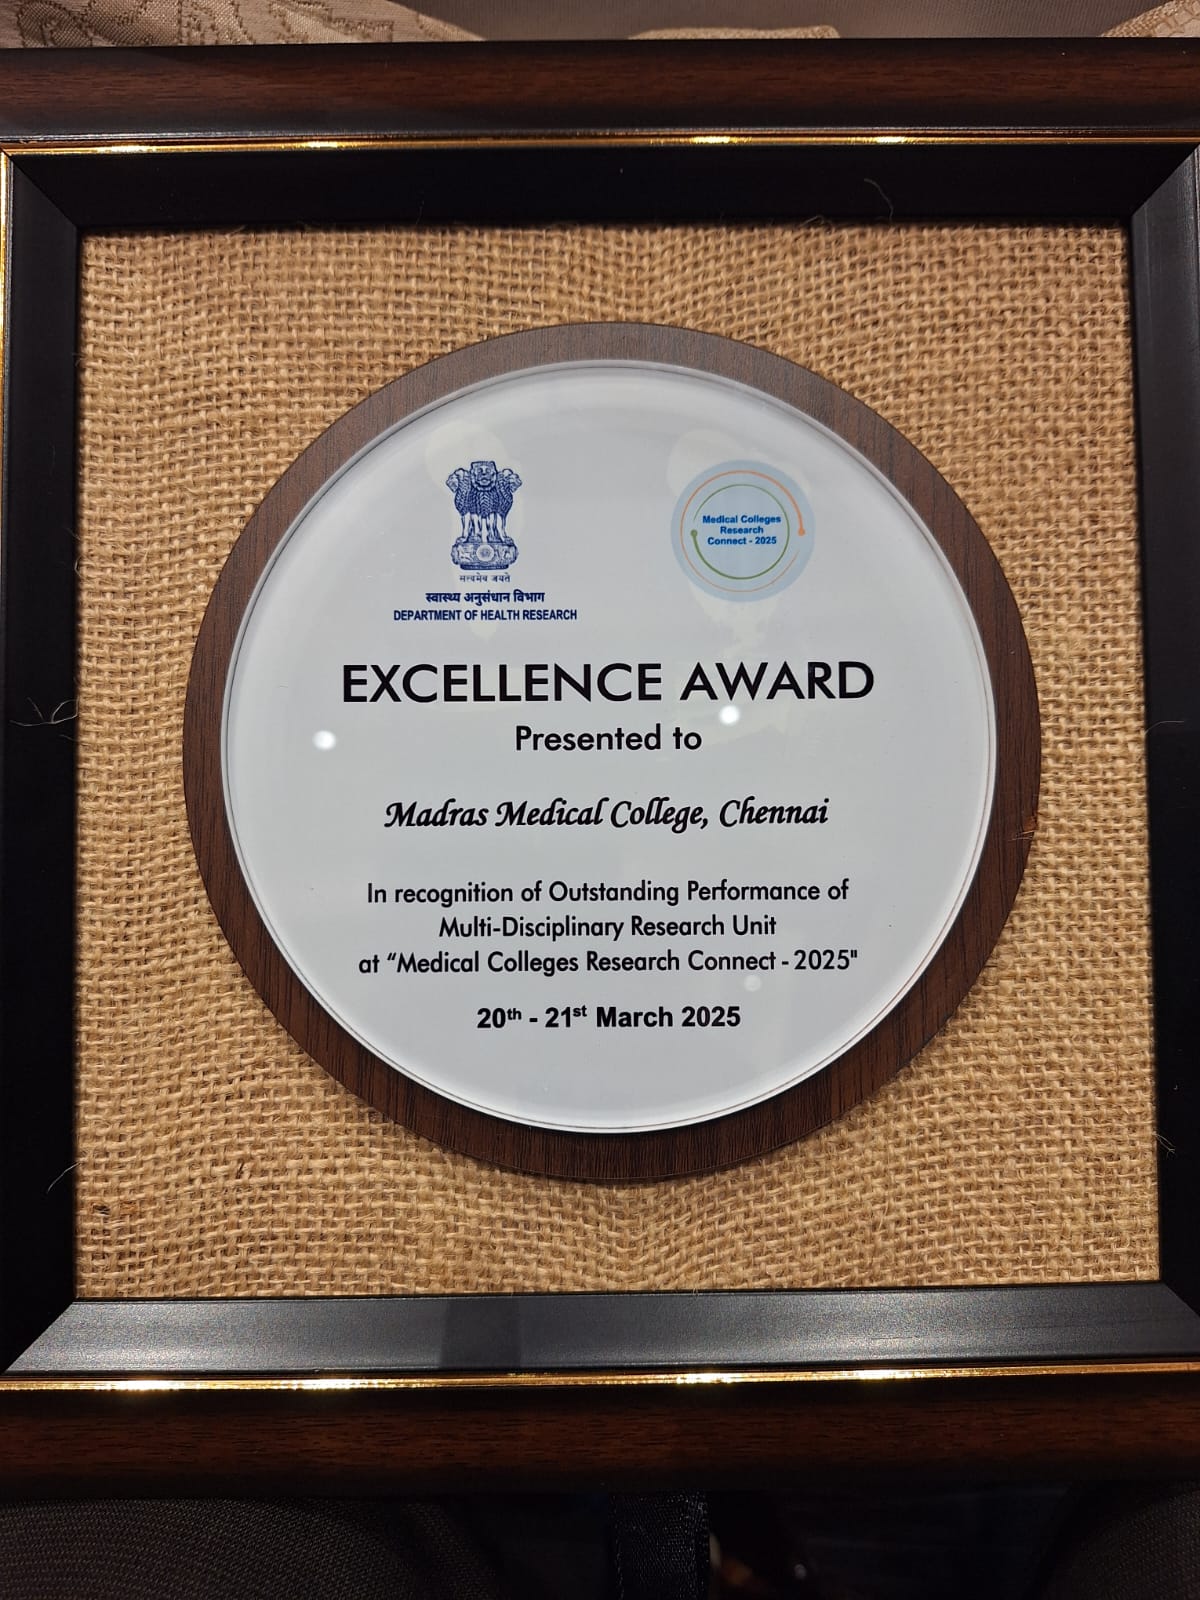 सत्यमेव जयते
स्वास्थ्य अनुसंधान विभाग
DEPARTMENT OF HEALTH RESEARCH
Medical Colleges
Research
Connect - 2025
EXCELLENCE AWARD
Presented to
Madras Medical College, Chennai
In recognition of Outstanding Performance of
Multi-Disciplinary Research Unit
at “Medical Colleges Research Connect - 2025"
20th - 21st March 2025